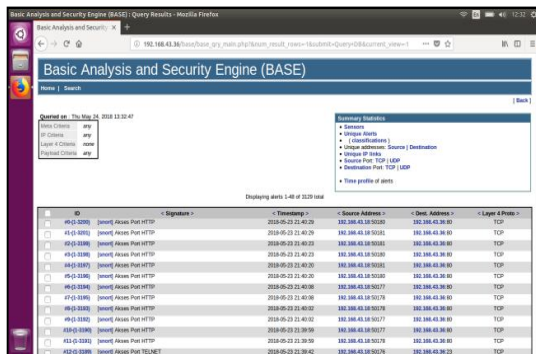 Basic Analysis and Security Engine (BASE) : Query Results - Mozilla Firefox
12:32
Basic Analysis and Security
192.168.43.36/base/base_qry_main.php?&num_result_rows=-1&submit=Query+DB&current_view=-1
Basic Analysis and Security Engine (BASE)
Home | Search
[ Back ]
Queried on : Thu May 24, 2018 13:32:47
Meta Criteria any
IP Criteria any
Layer 4 Criteria none
Payload Criteria any
Summary Statistics
Sensors
Unique Alerts
( classifications )
Unique addresses: Source | Destination
Unique IP links
Source Port: TCP | UDP
Destination Port: TCP | UDP
Time profile of alerts
Displaying alerts 1-48 of 3129 total
ID < Signature > < Timestamp > < Source Address > < Dest. Address > < Layer 4 Proto >
#0-(1-3200) [snort] Akses Port HTTP 2018-05-23 21:40:29 192.168.43.18:50180 192.168.43.36:80 TCP
#1-(1-3201) [snort] Akses Port HTTP 2018-05-23 21:40:29 192.168.43.18:50181 192.168.43.36:80 TCP
#2-(1-3199) [snort] Akses Port HTTP 2018-05-23 21:40:23 192.168.43.18:50181 192.168.43.36:80 TCP
#3-(1-3198) [snort] Akses Port HTTP 2018-05-23 21:40:23 192.168.43.18:50180 192.168.43.36:80 TCP
#4-(1-3197) [snort] Akses Port HTTP 2018-05-23 21:40:20 192.168.43.18:50181 192.168.43.36:80 TCP
#5-(1-3196) [snort] Akses Port HTTP 2018-05-23 21:40:20 192.168.43.18:50180 192.168.43.36:80 TCP
#6-(1-3194) [snort] Akses Port HTTP 2018-05-23 21:40:08 192.168.43.18:50177 192.168.43.36:80 TCP
#7-(1-3195) [snort] Akses Port HTTP 2018-05-23 21:40:08 192.168.43.18:50178 192.168.43.36:80 TCP
#8-(1-3193) [snort] Akses Port HTTP 2018-05-23 21:40:02 192.168.43.18:50178 192.168.43.36:80 TCP
#9-(1-3192) [snort] Akses Port HTTP 2018-05-23 21:40:02 192.168.43.18:50177 192.168.43.36:80 TCP
#10-(1-3190) [snort] Akses Port HTTP 2018-05-23 21:39:59 192.168.43.18:50177 192.168.43.36:80 TCP
#11-(1-3191) [snort] Akses Port HTTP 2018-05-23 21:39:59 192.168.43.18:50178 192.168.43.36:80 TCP
#12-(1-3189) [snort] Akses Port TELNET 2018-05-23 21:39:42 192.168.43.18:50176 192.168.43.36:23 TCP